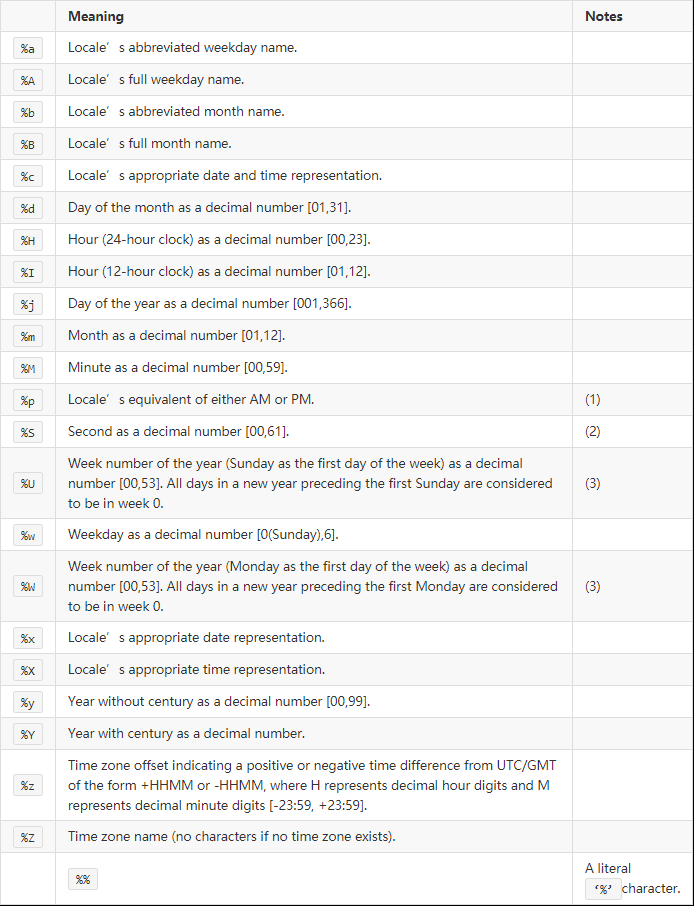 Meaning Notes
%a Locale’s abbreviated weekday name.
%A Locale’s full weekday name.
%b Locale’s abbreviated month name.
%B Locale’s full month name.
%c Locale’s appropriate date and time representation.
%d Day of the month as a decimal number [01,31].
%H Hour (24-hour clock) as a decimal number [00,23].
%I Hour (12-hour clock) as a decimal number [01,12].
%j Day of the year as a decimal number [001,366].
%m Month as a decimal number [01,12].
%M Minute as a decimal number [00,59].
%p Locale’s equivalent of either AM or PM. (1)
%S Second as a decimal number [00,61]. (2)
Week number of the year (Sunday as the first day of the week) as a decimal
%U number [00,53]. All days in a new year preceding the first Sunday are considered (3)
to be in week 0.
%w Weekday as a decimal number [0(Sunday),6].
Week number of the year (Monday as the first day of the week) as a decimal
%W number [00,53]. All days in a new year preceding the first Monday are considered (3)
to be in week 0.
%x Locale’s appropriate date representation.
%X Locale’s appropriate time representation.
%y Year without century as a decimal number [00,99].
%Y Year with century as a decimal number.
Time zone offset indicating a positive or negative time difference from UTC/GMT
%z of the form +HHMM or -HHMM, where H represents decimal hour digits and M
represents decimal minute digits [-23:59, +23:59].
%Z Time zone name (no characters if no time zone exists).
%% A literal
‘%’ character.